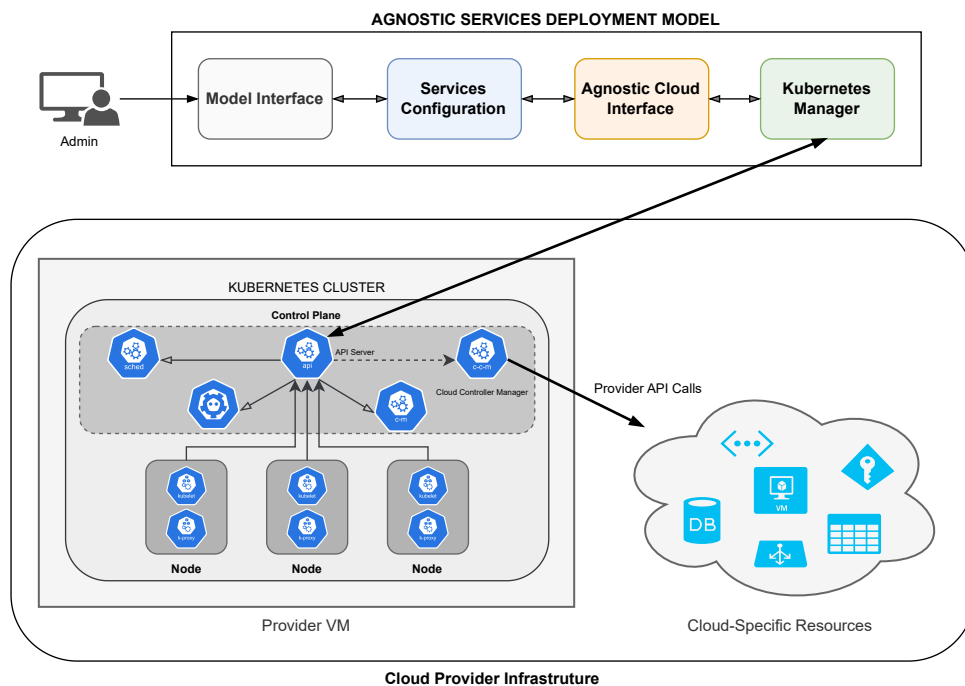 AGNOSTIC SERVICES DEPLOYMENT MODEL
Admin
Model Interface
Services
Configuration
Agnostic Cloud
Interface
Kubernetes
Manager
KUBERNETES CLUSTER
Control Plane
sched
api
API Server
c-c-m
Cloud Controller Manager
c-m
Provider API Calls
kubelet
kubelet
kubelet
k-proxy
k-proxy
k-proxy
Node
Node
Node
DB
VM
Provider VM
Cloud-Specific Resources
Cloud Provider Infrastruture